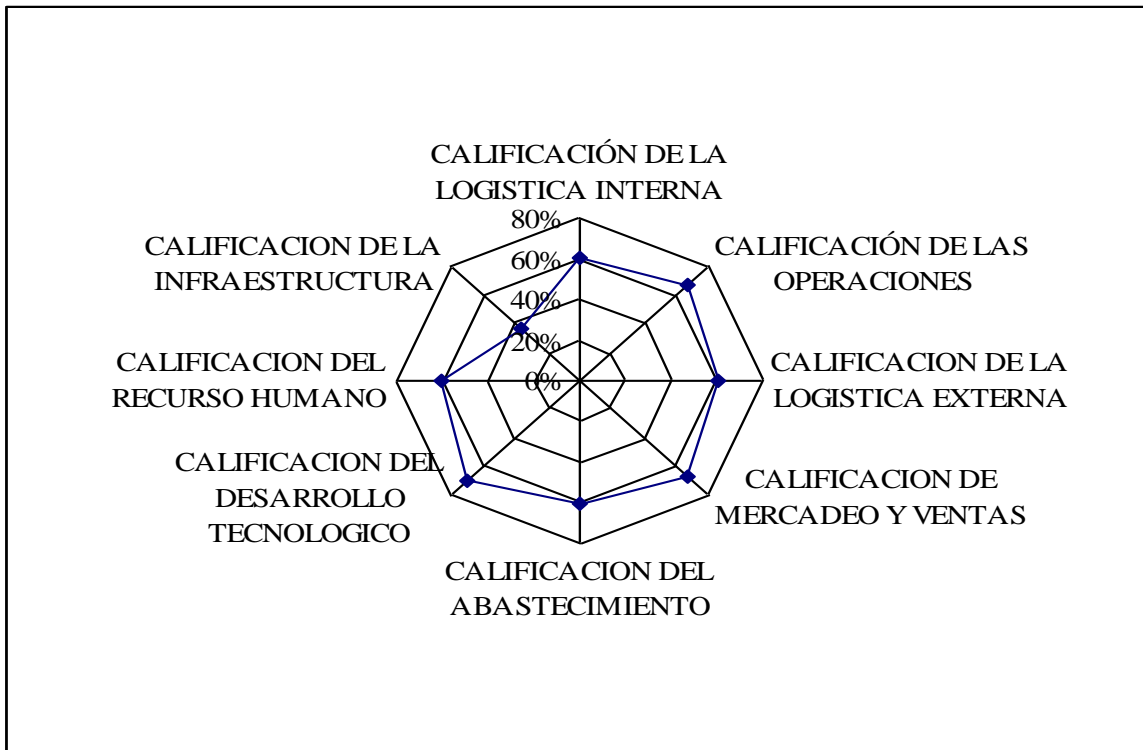 CALIFICACIÓN DE LA
LOGISTICA INTERNA
80%
60%
40%
20%
0%
CALIFICACIÓN DE LAS
OPERACIONES
CALIFICACION DE LA
LOGISTICA EXTERNA
CALIFICACION DE
MERCADEO Y VENTAS
CALIFICACION DEL
ABASTECIMIENTO
CALIFICACION DEL
DESARROLLO
TECNOLOGICO
CALIFICACION DEL
RECURSO HUMANO
CALIFICACION DE LA
INFRAESTRUCTURA